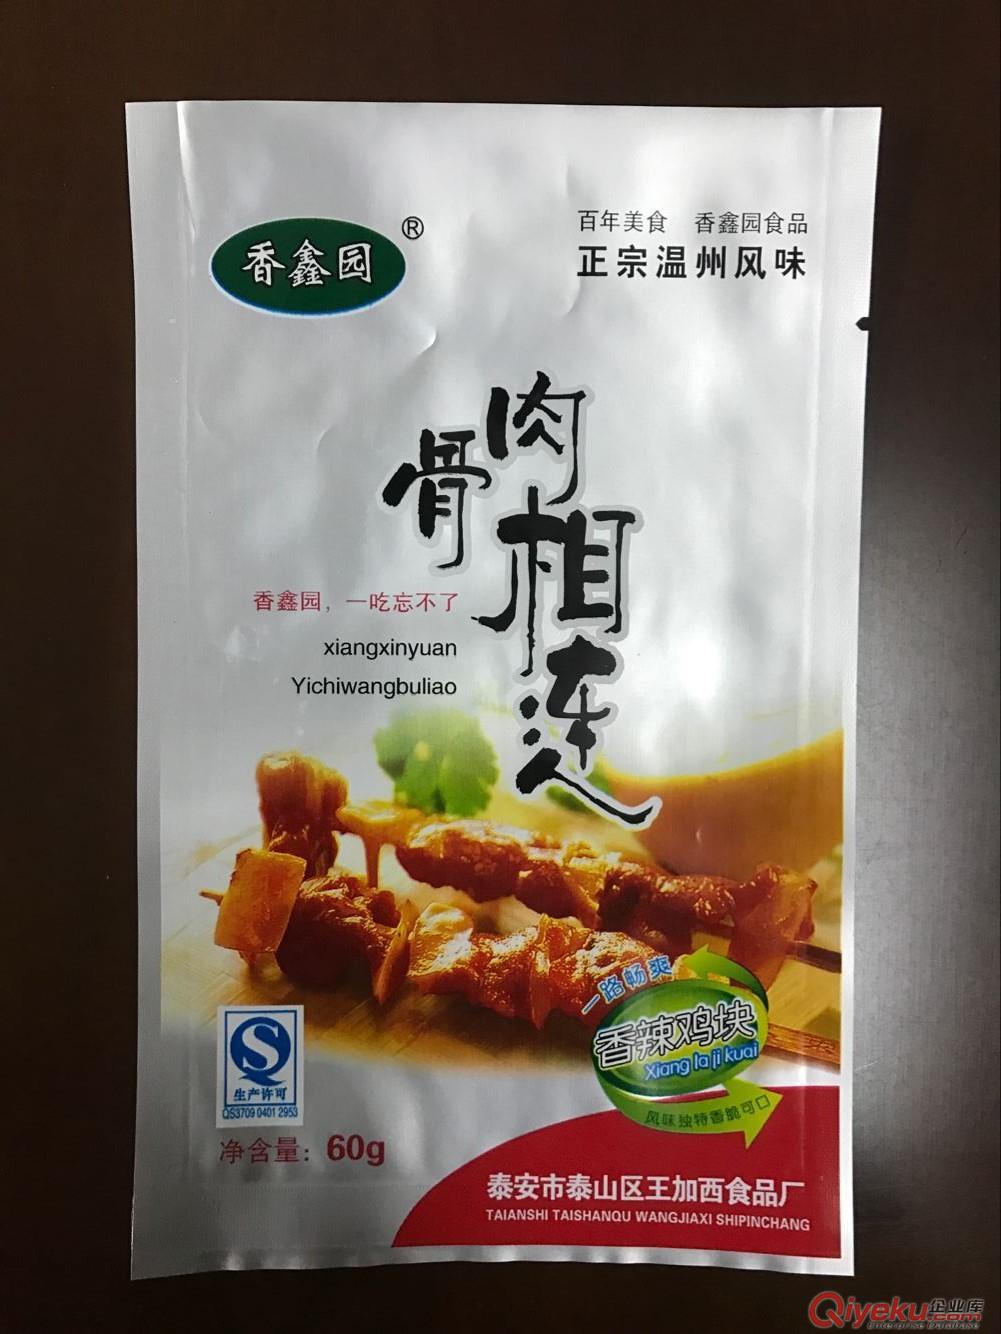 香鑫园®
百年美食 香鑫园食品
正宗温州风味
骨肉相连
香鑫园，一吃忘不了
xiangxinyuan
Yichiwangbuliao
一路畅爽
香辣鸡块
Xiang la ji kuai
风味独特香脆可口
生产许可
QS3709 0401 2953
净含量：60g
泰安市泰山区王加西食品厂
TAIANSHI TAISHANQU WANGJIAXI SHIPINCHANG
Qiyeku.com 企业库
Enterprise Database